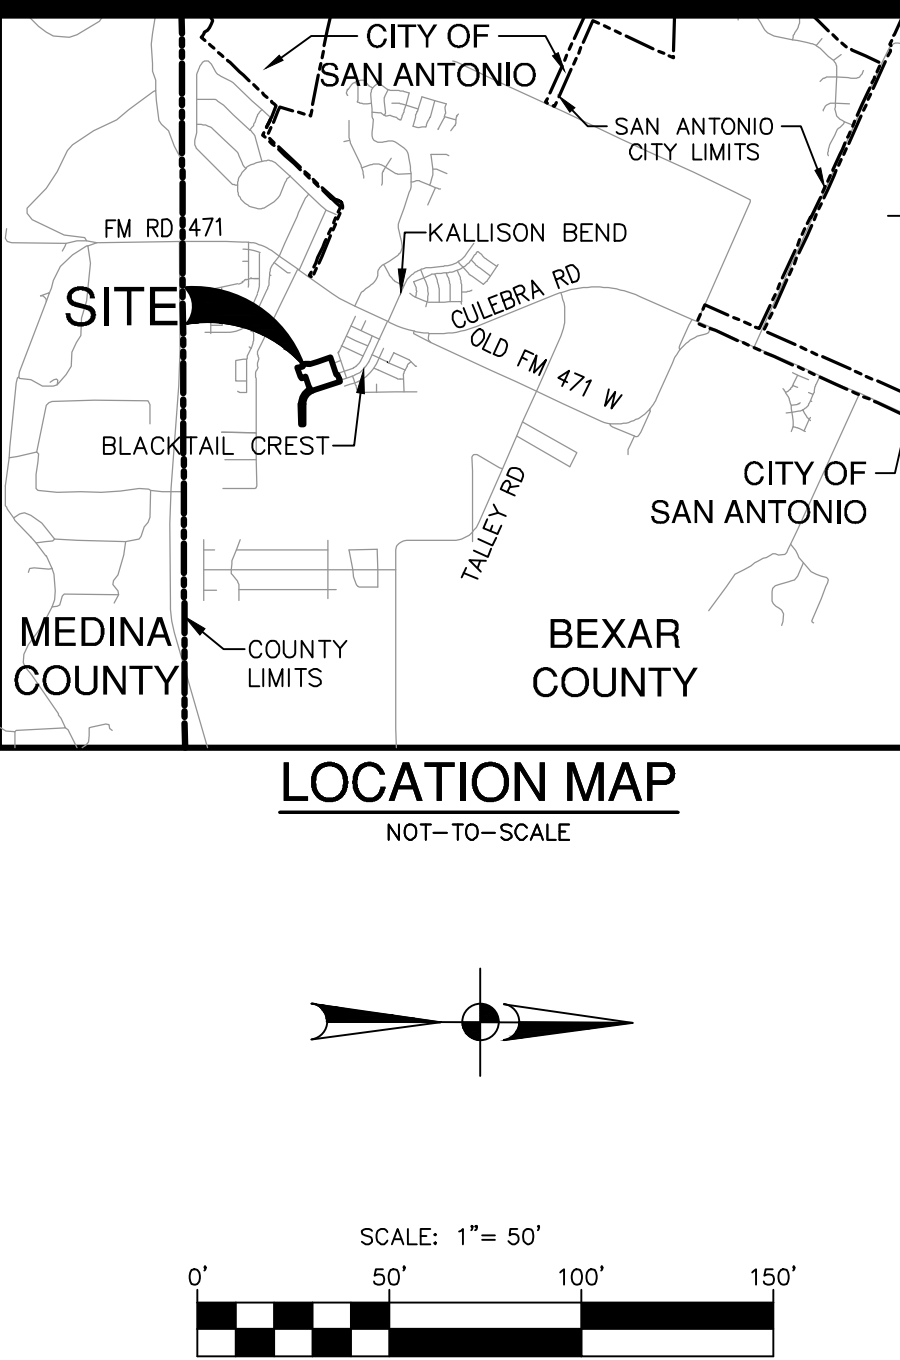 CITY OF
SAN ANTONIO
SAN ANTONIO
CITY LIMITS
FM RD 471
KALLISON BEND
SITE
CULEBRA RD
OLD FM 471 W
BLACKTAIL CREST
TALLEY RD
CITY OF
SAN ANTONIO
MEDINA
COUNTY
COUNTY
LIMITS
BEXAR
COUNTY
LOCATION MAP
NOT-TO-SCALE
SCALE: 1"= 50'
0' 50' 100' 150'